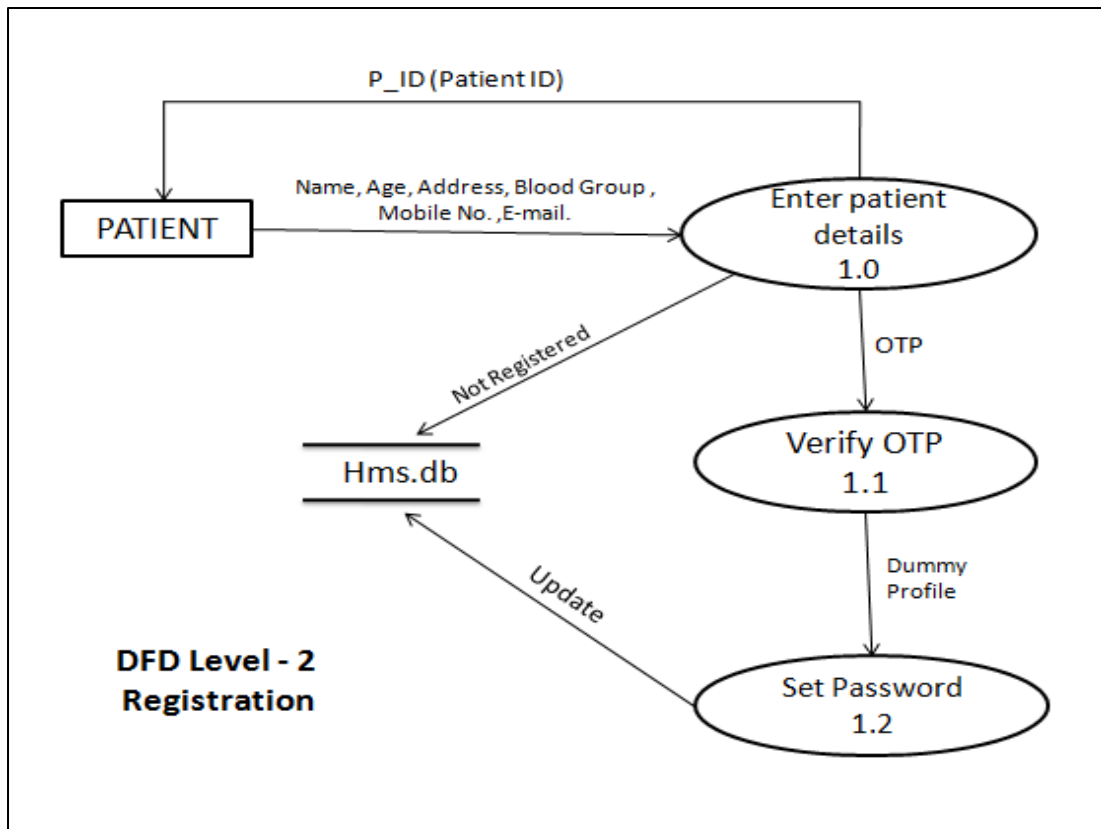 P_ID (Patient ID)
Name, Age, Address, Blood Group ,
Mobile No. ,E-mail.
PATIENT
Enter patient
details
1.0
Not Registered
OTP
Hms.db
Verify OTP
1.1
Update
Dummy
Profile
DFD Level - 2
Registration
Set Password
1.2